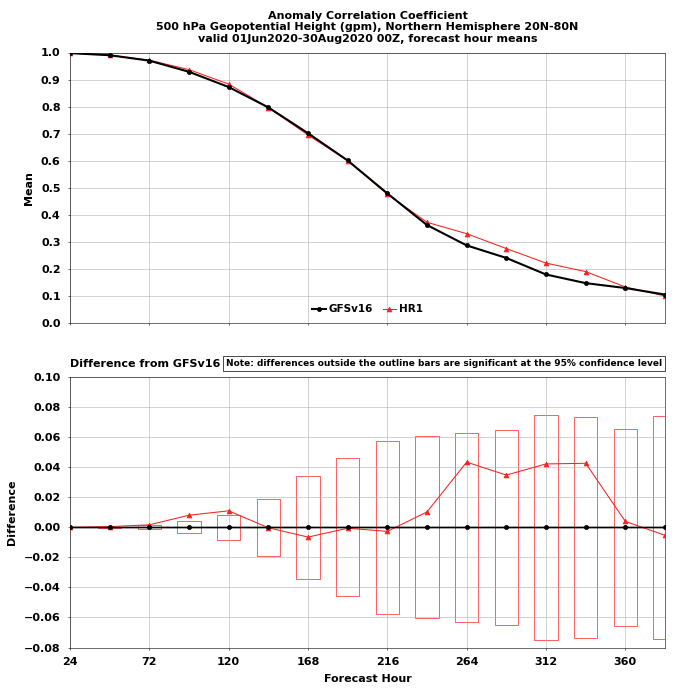 Anomaly Correlation Coefficient
500 hPa Geopotential Height (gpm), Northern Hemisphere 20N-80N
valid 01Jun2020-30Aug2020 00Z, forecast hour means
1.0
0.9
0.8
0.7
0.6
0.5
0.4
0.3
0.2
0.1
0.0
Mean
GFSv16 HR1
Difference from GFSv16
Note: differences outside the outline bars are significant at the 95% confidence level
0.10
0.08
0.06
0.04
0.02
0.00
−0.02
−0.04
−0.06
−0.08
Difference
24 72 120 168 216 264 312 360
Forecast Hour